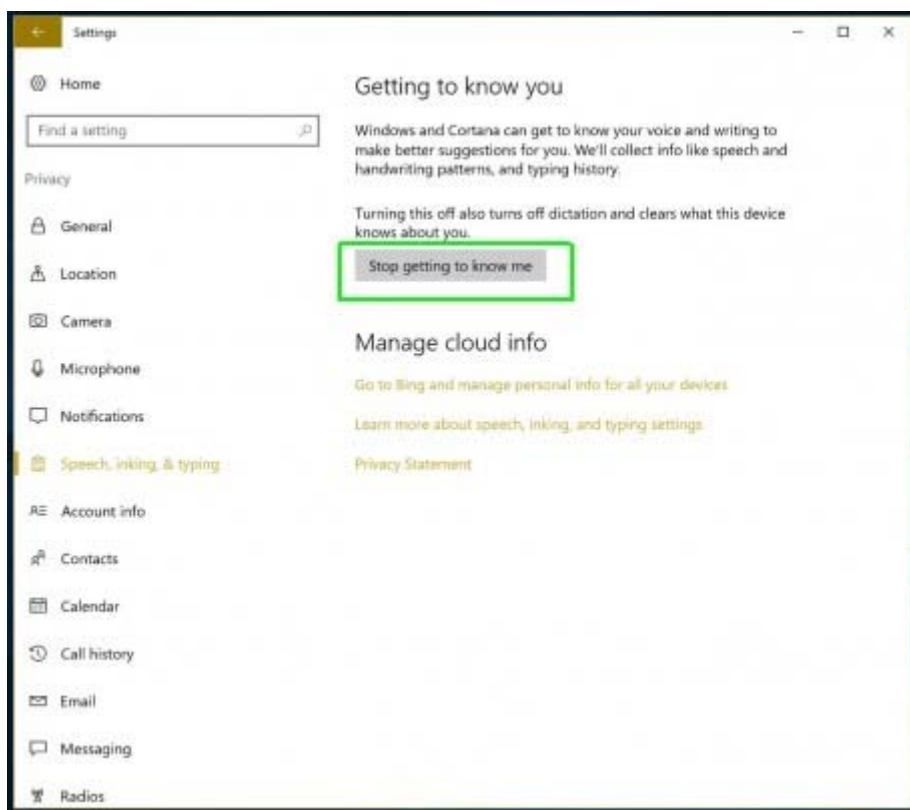 Settings
Home
Find a setting
Privacy
General
Location
Camera
Microphone
Notifications
Speech, inking, & typing
Account info
Contacts
Calendar
Call history
Email
Messaging
Radios
Getting to know you
Windows and Cortana can get to know your voice and writing to
make better suggestions for you. We'll collect info like speech and
handwriting patterns, and typing history.
Turning this off also turns off dictation and clears what this device
knows about you.
Stop getting to know me
Manage cloud info
Go to Bing and manage personal info for all your devices
Learn more about speech, inking, and typing settings
Privacy Statement